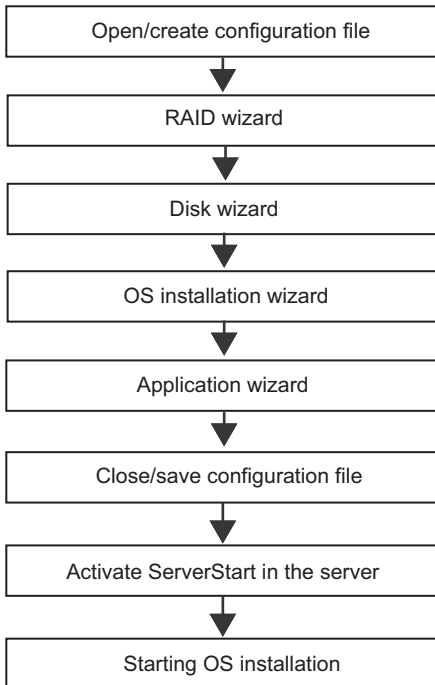 Open/create configuration file
RAID wizard
Disk wizard
OS installation wizard
Application wizard
Close/save configuration file
Activate ServerStart in the server
Starting OS installation